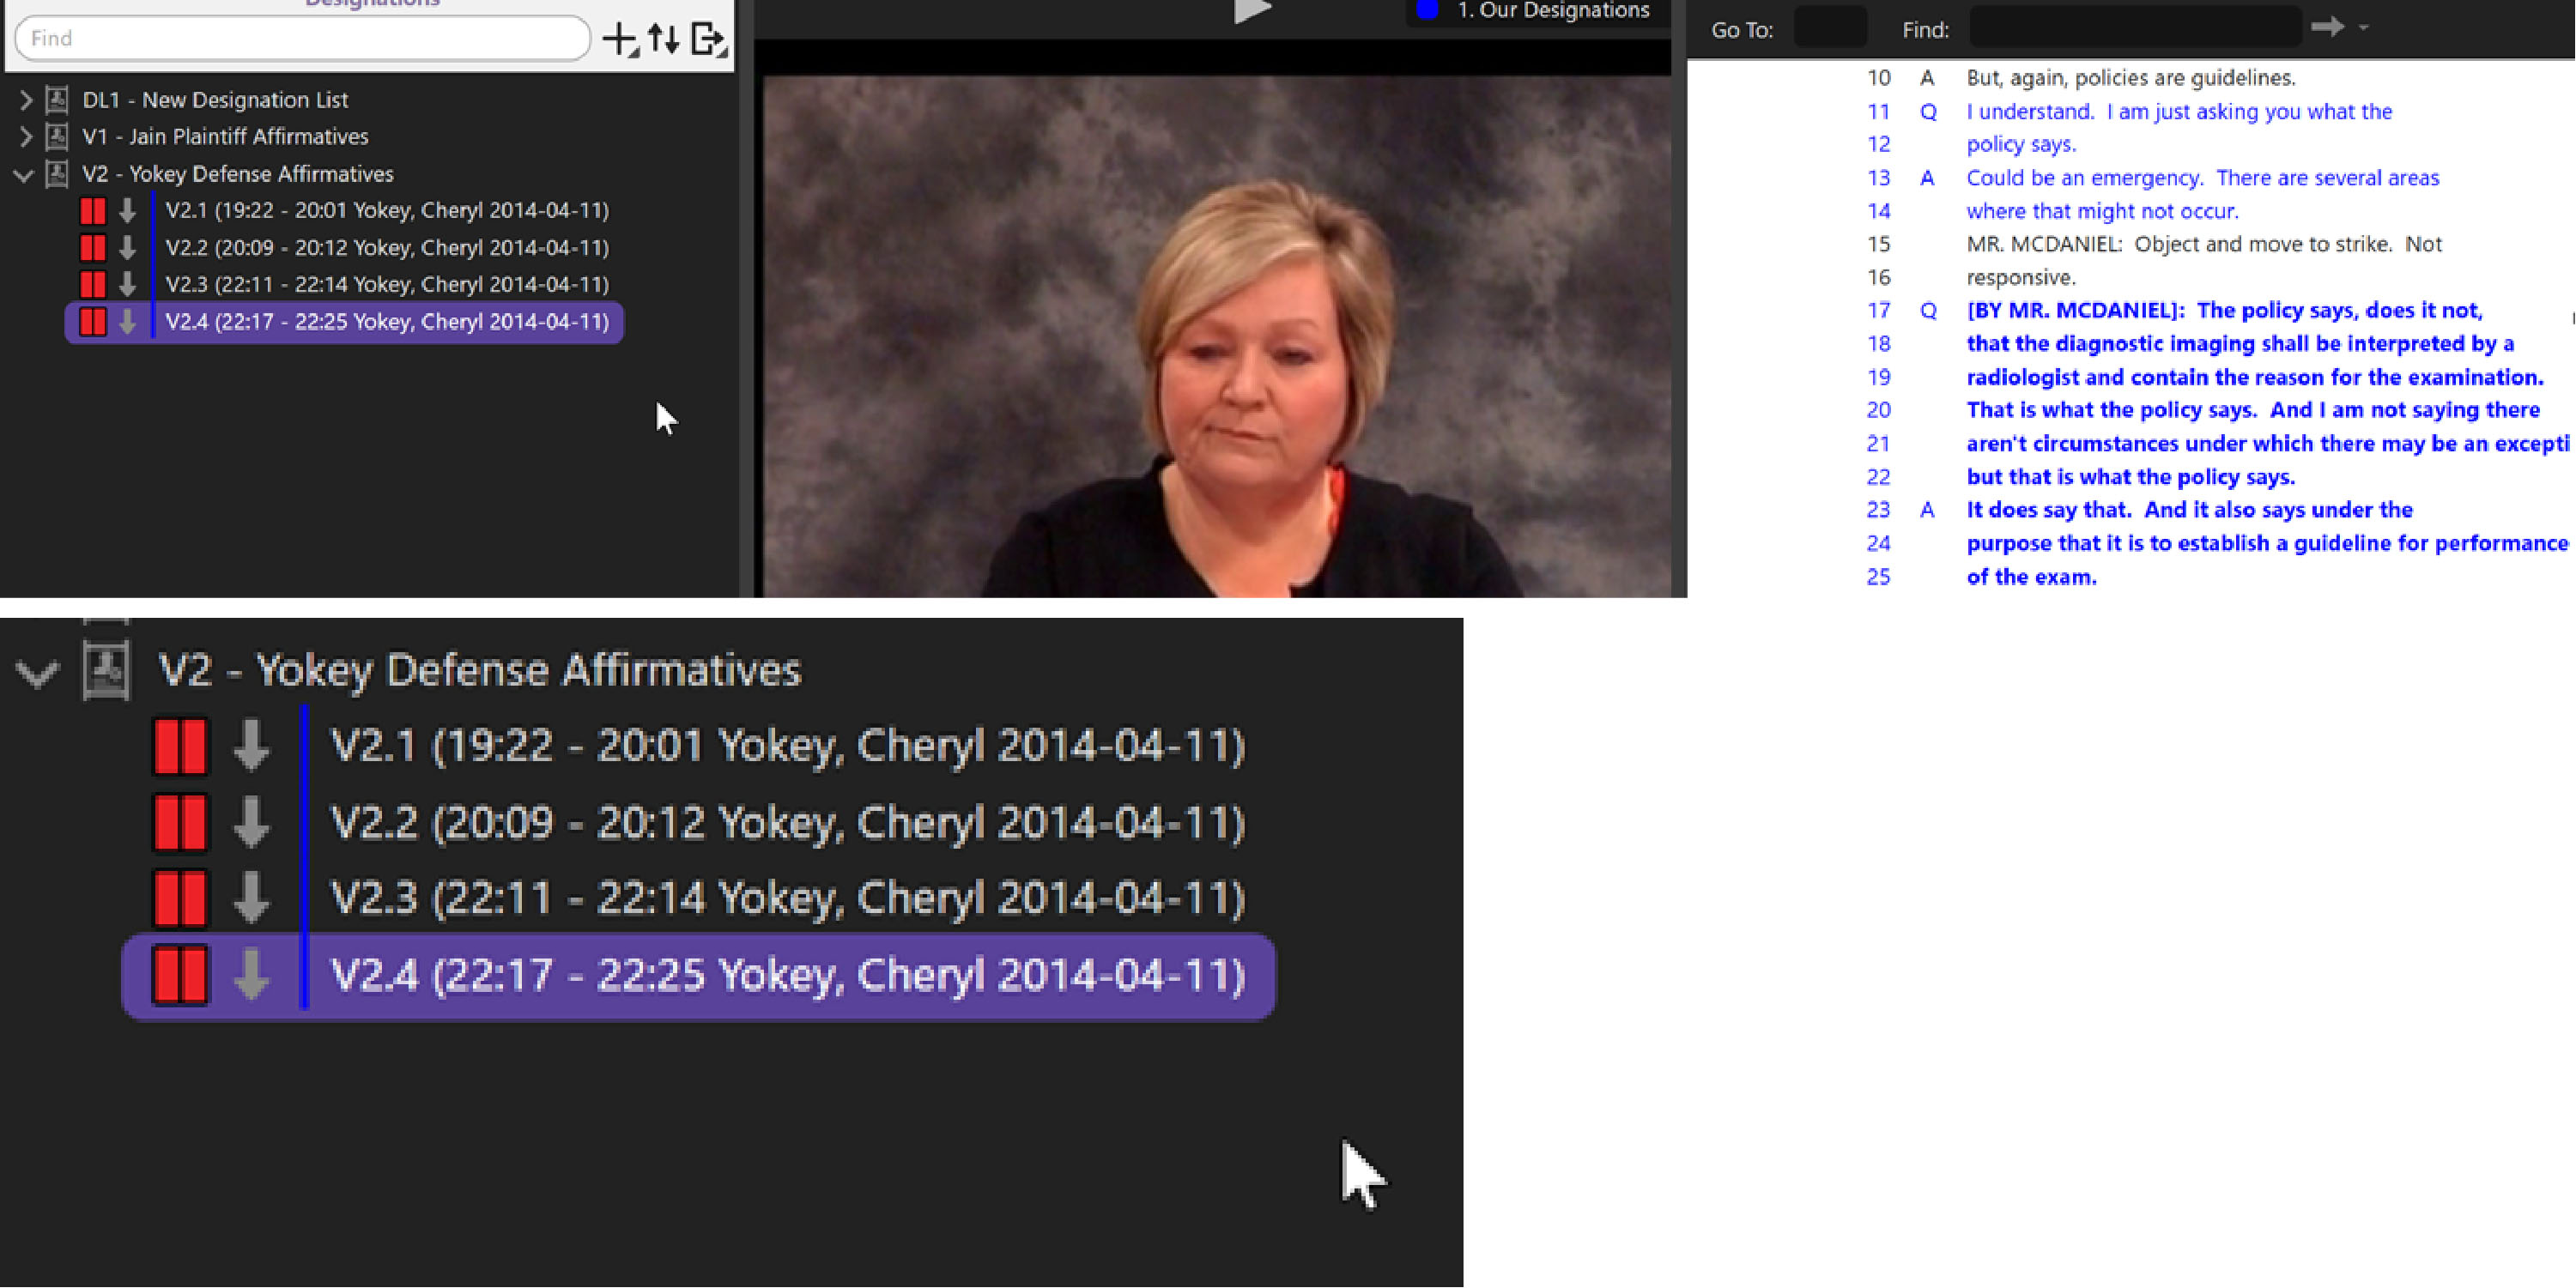 Designations
Find
DL1 - New Designation List
V1 - Jain Plaintiff Affirmatives
V2 - Yokey Defense Affirmatives
V2.1 (19:22 - 20:01 Yokey, Cheryl 2014-04-11)
V2.2 (20:09 - 20:12 Yokey, Cheryl 2014-04-11)
V2.3 (22:11 - 22:14 Yokey, Cheryl 2014-04-11)
V2.4 (22:17 - 22:25 Yokey, Cheryl 2014-04-11)
1. Our Designations
Go To: Find:
10 A But, again, policies are guidelines.
11 Q I understand. I am just asking you what the
12 policy says.
13 A Could be an emergency. There are several areas
14 where that might not occur.
15 MR. MCDANIEL: Object and move to strike. Not
16 responsive.
17 Q [BY MR. MCDANIEL]: The policy says, does it not,
18 that the diagnostic imaging shall be interpreted by a
19 radiologist and contain the reason for the examination.
20 That is what the policy says. And I am not saying there
21 aren't circumstances under which there may be an excepti
22 but that is what the policy says.
23 A It does say that. And it also says under the
24 purpose that it is to establish a guideline for performance
25 of the exam.
V2 - Yokey Defense Affirmatives
V2.1 (19:22 - 20:01 Yokey, Cheryl 2014-04-11)
V2.2 (20:09 - 20:12 Yokey, Cheryl 2014-04-11)
V2.3 (22:11 - 22:14 Yokey, Cheryl 2014-04-11)
V2.4 (22:17 - 22:25 Yokey, Cheryl 2014-04-11)